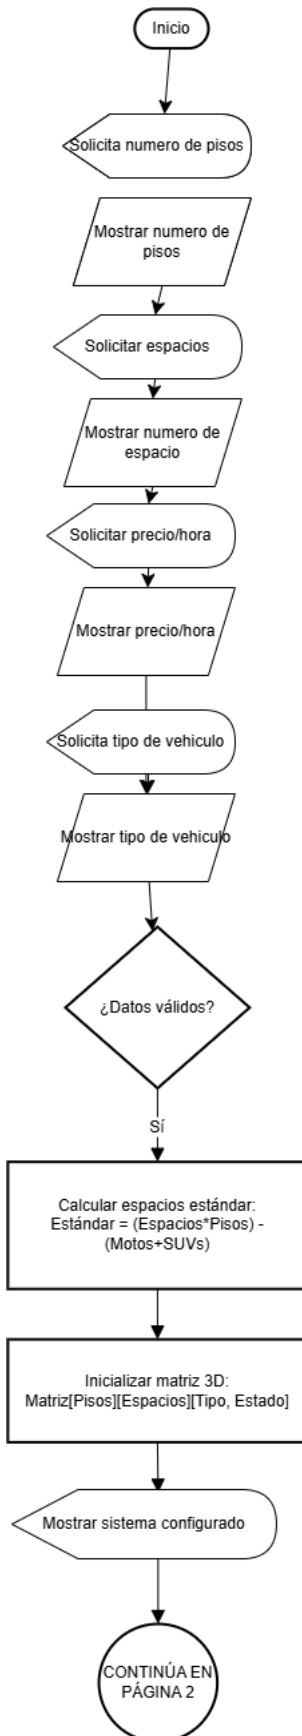 Inicio
Solicita numero de pisos
Mostrar numero de
pisos
Solicitar espacios
Mostrar numero de
espacio
Solicitar precio/hora
Mostrar precio/hora
Solicita tipo de vehiculo
Mostrar tipo de vehiculo
¿Datos válidos?
Sí
Calcular espacios estándar:
Estándar = (Espacios*Pisos) -
(Motos+SUVs)
Inicializar matriz 3D:
Matriz[Pisos][Espacios][Tipo, Estado]
Mostrar sistema configurado
CONTINÚA EN
PÁGINA 2